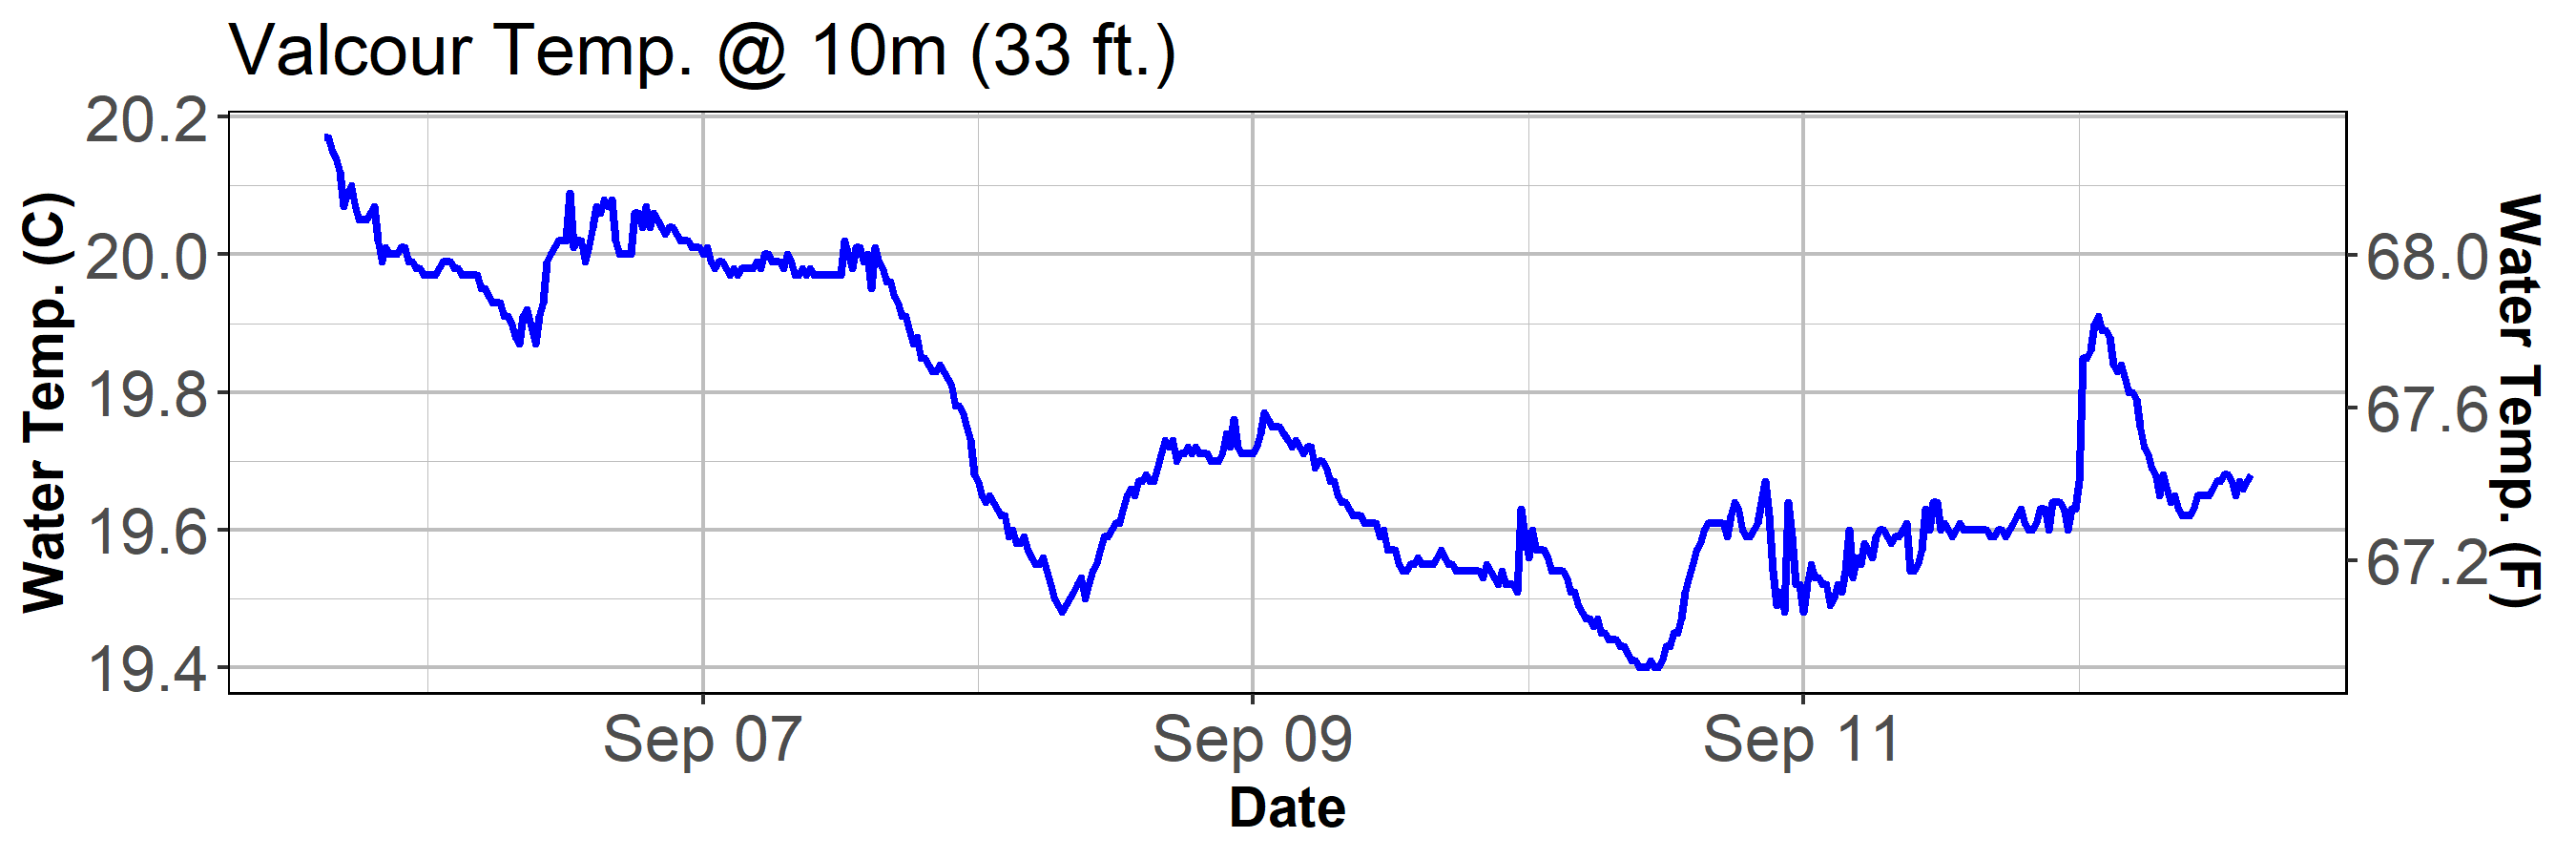 Valcour Temp. @ 10m (33 ft.)
20.2
20.0
19.8
19.6
19.4
Water Temp. (C)
68.0
67.6
67.2
Water Temp. (F)
Sep 07
Sep 09
Sep 11
Date